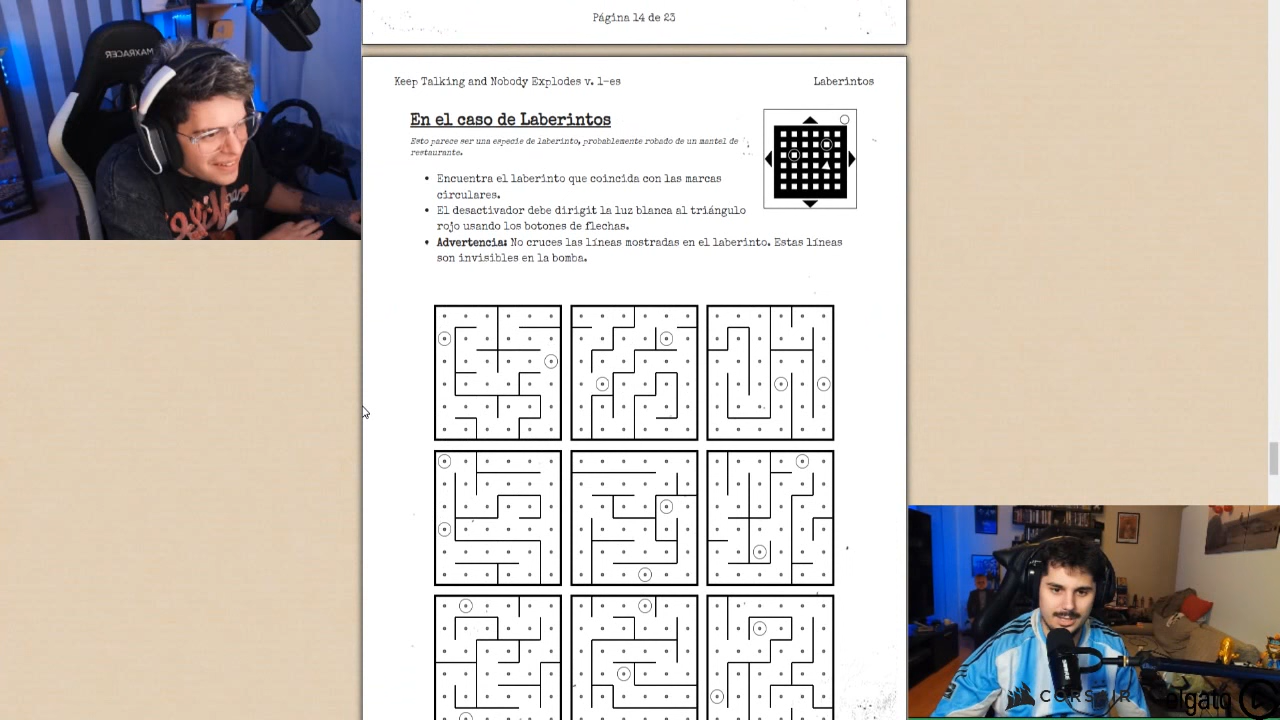 Página 14 de 23
Keep Talking and Nobody Explodes v. 1-es
Laberintos
En el caso de Laberintos
Esto parece ser una especie de laberinto, probablemente robado de un mantel de
restaurante.
• Encuentra el laberinto que coincida con las marcas
circulares.
• El desactivador debe dirigit la luz blanca al triángulo
rojo usando los botones de flechas.
• Advertencia: No cruces las líneas mostradas en el laberinto. Estas líneas
son invisibles en la bomba.
MAXRACER
CORSAIR
elgato